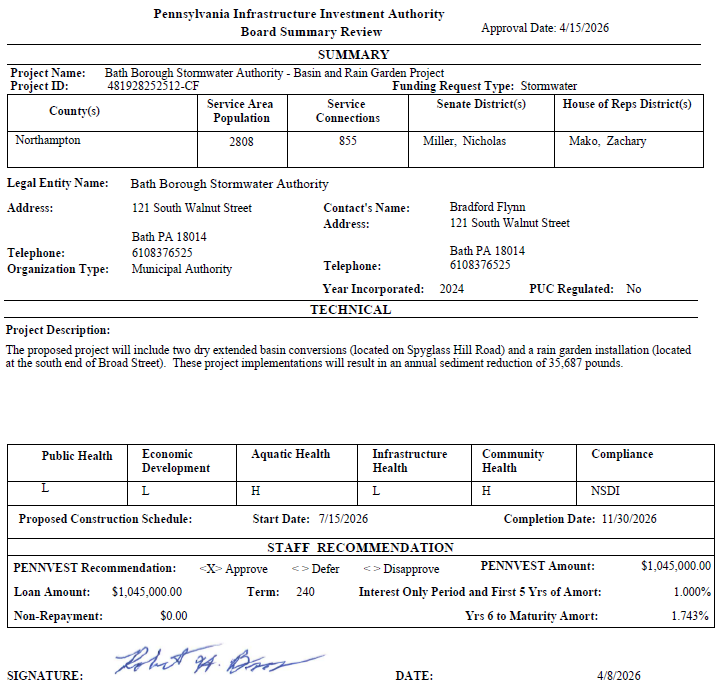 Pennsylvania Infrastructure Investment Authority
Board Summary Review
Approval Date: 4/15/2026
SUMMARY
Project Name: Bath Borough Stormwater Authority - Basin and Rain Garden Project
Project ID: 481928252512-CF Funding Request Type: Stormwater
County(s) Service Area Population Service Connections Senate District(s) House of Reps District(s)
Northampton 2808 855 Miller, Nicholas Mako, Zachary
Legal Entity Name: Bath Borough Stormwater Authority
Address: 121 South Walnut Street Contact's Name: Bradford Flynn
Address: 121 South Walnut Street
Bath PA 18014 Bath PA 18014
Telephone: 6108376525 Telephone: 6108376525
Organization Type: Municipal Authority
Year Incorporated: 2024 PUC Regulated: No
TECHNICAL
Project Description:
The proposed project will include two dry extended basin conversions (located on Spyglass Hill Road) and a rain garden installation (located
at the south end of Broad Street). These project implementations will result in an annual sediment reduction of 35,687 pounds.
Public Health Economic Development Aquatic Health Infrastructure Health Community Health Compliance
L L H L H NSDI
Proposed Construction Schedule: Start Date: 7/15/2026 Completion Date: 11/30/2026
STAFF RECOMMENDATION
PENNVEST Recommendation: <X> Approve < > Defer < > Disapprove PENNVEST Amount: $1,045,000.00
Loan Amount: $1,045,000.00 Term: 240 Interest Only Period and First 5 Yrs of Amort: 1.000%
Non-Repayment: $0.00 Yrs 6 to Maturity Amort: 1.743%
SIGNATURE: DATE: 4/8/2026